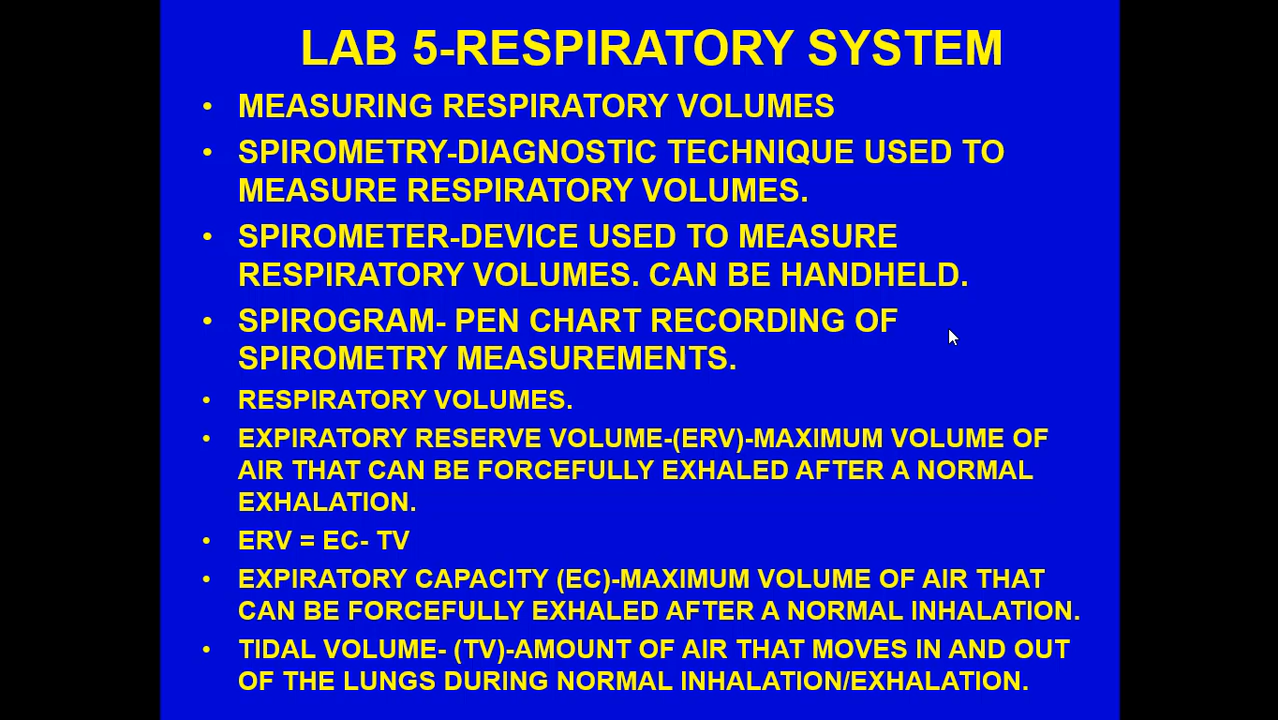 LAB 5-RESPIRATORY SYSTEM
• MEASURING RESPIRATORY VOLUMES
• SPIROMETRY-DIAGNOSTIC TECHNIQUE USED TO
MEASURE RESPIRATORY VOLUMES.
• SPIROMETER-DEVICE USED TO MEASURE
RESPIRATORY VOLUMES. CAN BE HANDHELD.
• SPIROGRAM- PEN CHART RECORDING OF
SPIROMETRY MEASUREMENTS.
• RESPIRATORY VOLUMES.
• EXPIRATORY RESERVE VOLUME-(ERV)-MAXIMUM VOLUME OF
AIR THAT CAN BE FORCEFULLY EXHALED AFTER A NORMAL
EXHALATION.
• ERV = EC- TV
• EXPIRATORY CAPACITY (EC)-MAXIMUM VOLUME OF AIR THAT
CAN BE FORCEFULLY EXHALED AFTER A NORMAL INHALATION.
• TIDAL VOLUME- (TV)-AMOUNT OF AIR THAT MOVES IN AND OUT
OF THE LUNGS DURING NORMAL INHALATION/EXHALATION.